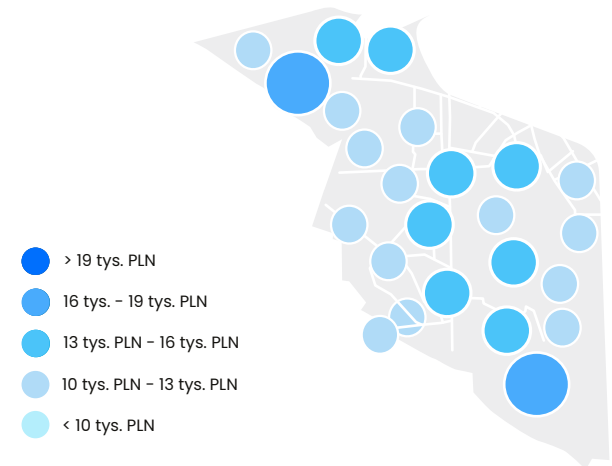 > 19 tys. PLN
16 tys. - 19 tys. PLN
13 tys. PLN - 16 tys. PLN
10 tys. PLN - 13 tys. PLN
< 10 tys. PLN